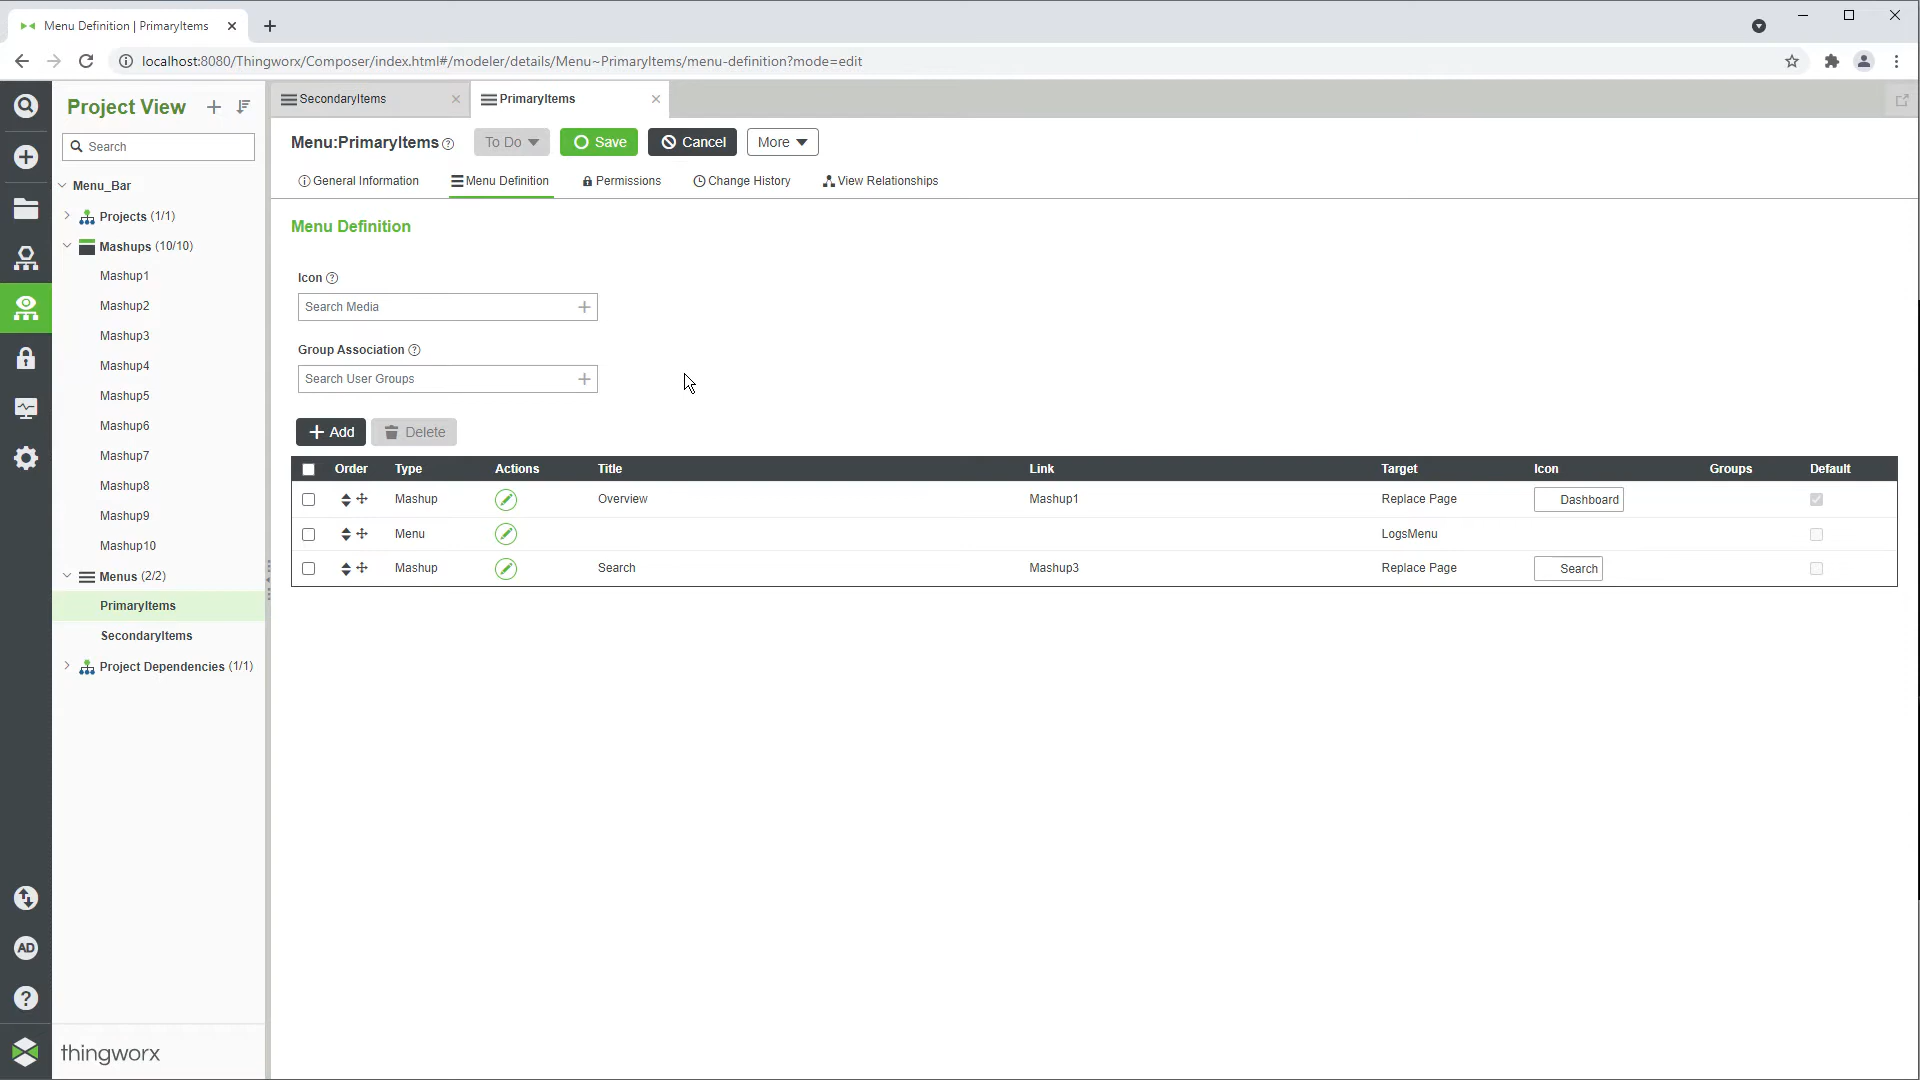 Menu Definition | PrimaryItems
localhost:8080/Thingworx/Composer/index.html#/modeler/details/Menu~PrimaryItems/menu-definition?mode=edit
Project View
Search
Menu_Bar
Projects (1/1)
Mashups (10/10)
Mashup1
Mashup2
Mashup3
Mashup4
Mashup5
Mashup6
Mashup7
Mashup8
Mashup9
Mashup10
Menus (2/2)
PrimaryItems
SecondaryItems
Project Dependencies (1/1)
AD
?
thingworx
SecondaryItems
PrimaryItems
Menu:PrimaryItems ?
To Do
Save
Cancel
More
General Information
Menu Definition
Permissions
Change History
View Relationships
Menu Definition
Icon ?
Search Media
Group Association ?
Search User Groups
Add
Delete
Order Type Actions Title Link Target Icon Groups Default
Mashup Overview Mashup1 Replace Page Dashboard
Menu LogsMenu
Mashup Search Mashup3 Replace Page Search